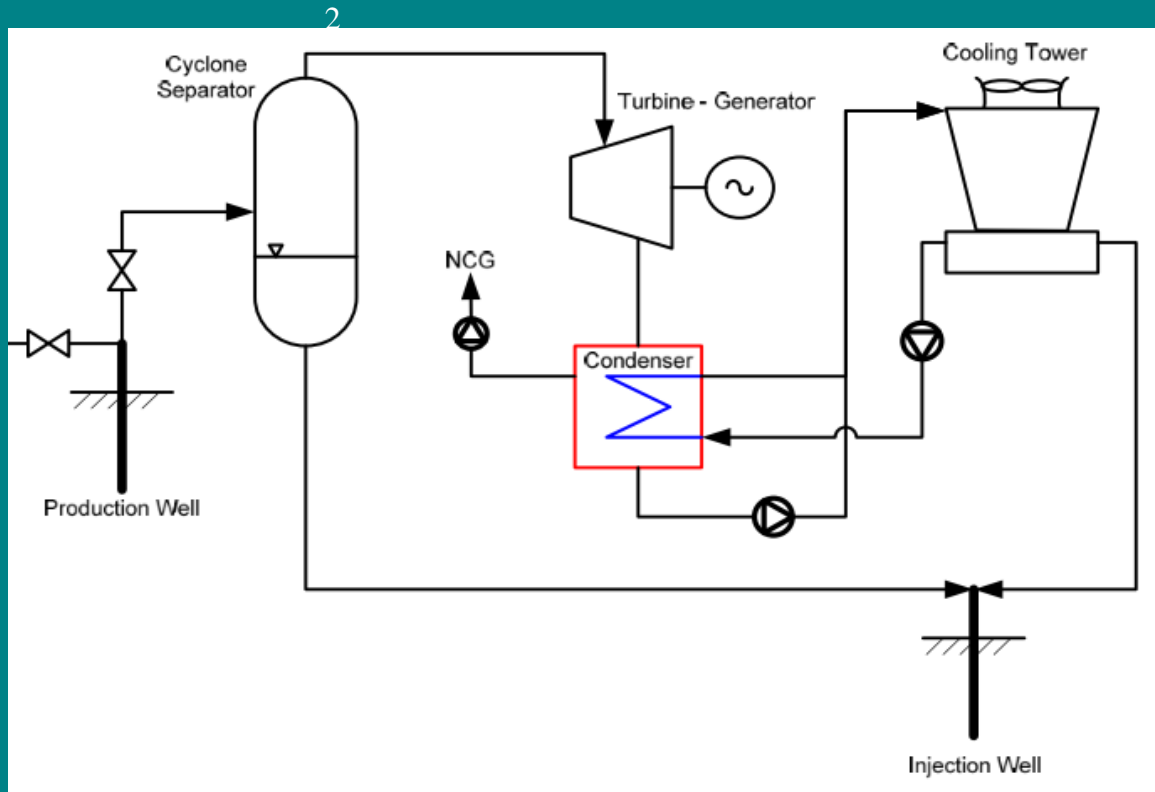 2
Cyclone
Separator
Cooling Tower
Turbine - Generator
NCG
Condenser
Production Well
Injection Well